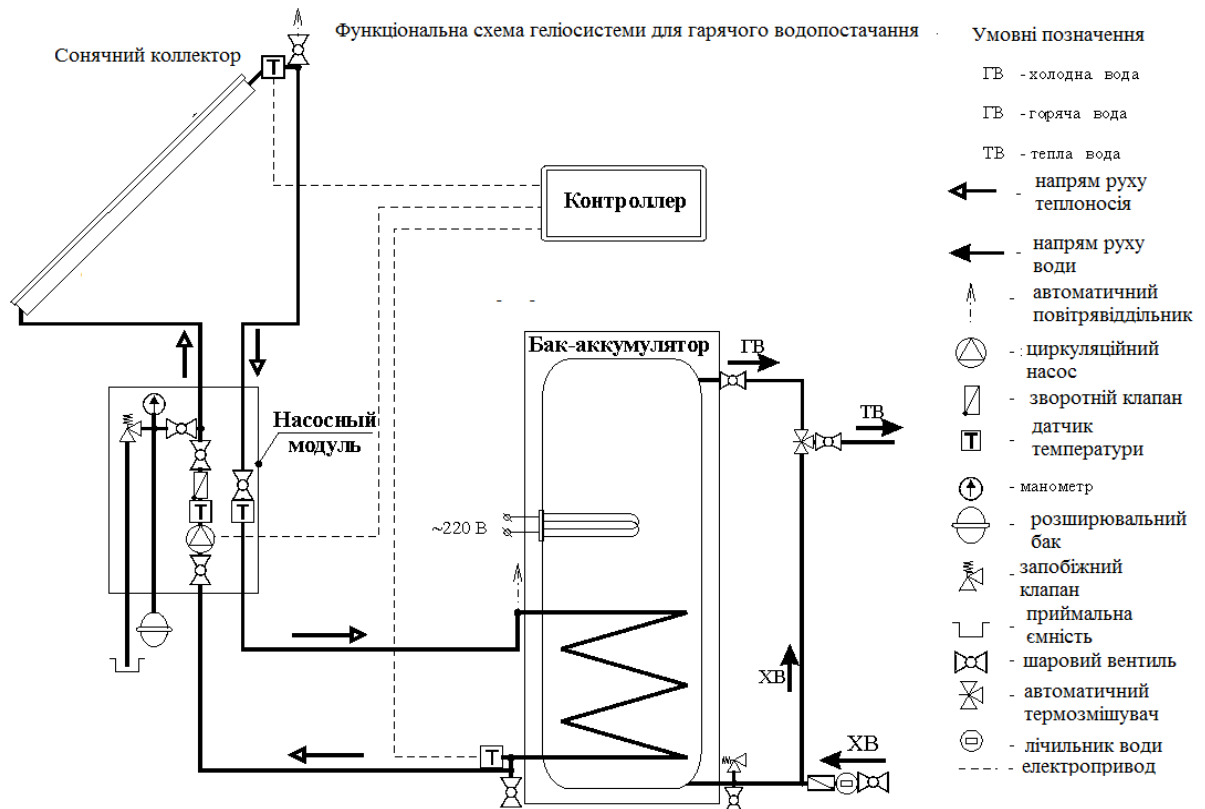 Функціональна схема геліосистеми для гарячого водопостачання
Сонячний коллектор
T
Контроллер
Бак-аккумулятор
ГВ
ТВ
Насосный
модуль
T
T
~220 В
ХВ
T
ХВ
Умовні позначення
ГВ - холодна вода
ГВ - горяча вода
ТВ - тепла вода
- напрям руху
теплоносія
- напрям руху
води
- автоматичний
повітрявіддільник
- циркуляційний
насос
- зворотній клапан
T - датчик
температури
- манометр
- розширювальний
бак
- запобіжний
клапан
- приймальна
ємність
- шаровий вентиль
- автоматичний
термозмішувач
- лічильник води
- електропривод